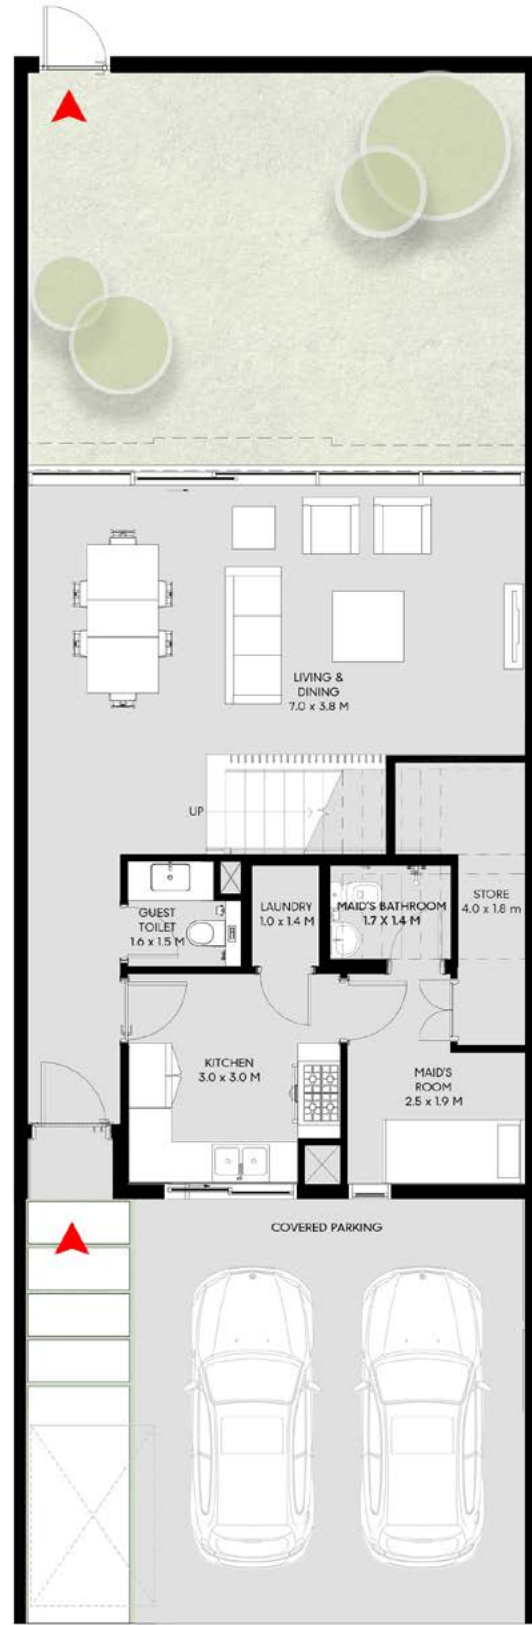 LIVING &
DINING
7.0 x 3.8 M
UP
GUEST
TOILET
1.6 x 1.5 M
LAUNDRY
1.0 x 1.4 M
MAID'S BATHROOM
1.7 X 1.4 M
STORE
4.0 x 1.8 m
KITCHEN
3.0 x 3.0 M
MAID'S
ROOM
2.5 x 1.9 M
COVERED PARKING